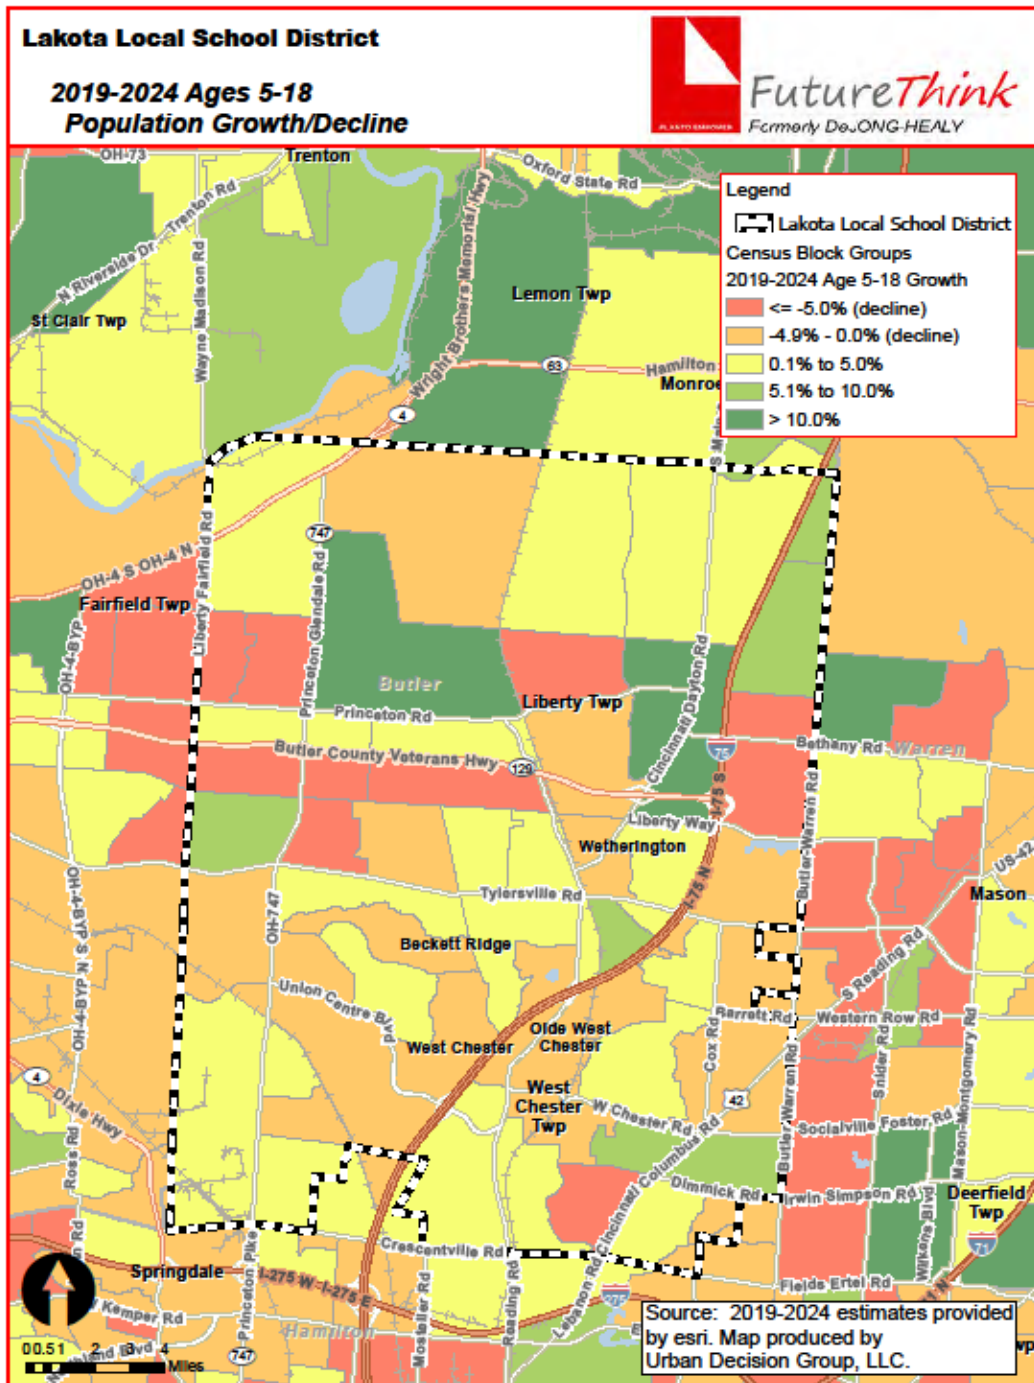 Lakota Local School District
2019-2024 Ages 5-18
Population Growth/Decline
FutureThink
Formerly DeJONG-HEALY
Legend
Lakota Local School District
Census Block Groups
2019-2024 Age 5-18 Growth
<= -5.0% (decline)
-4.9% - 0.0% (decline)
0.1% to 5.0%
5.1% to 10.0%
> 10.0%
OH-73
Trenton
Oxford State Rd
N Riverside Dr
Trenton Rd
Wayne Madison Rd
Wright Brothers Memorial Hwy
Lemon Twp
St Clair Twp
63
Hamilton
Monroe
4
S Main
747
OH-4 S OH-4 N
Liberty Fairfield Rd
Princeton Glendale Rd
Fairfield Twp
OH-4-BYP
Butler
Liberty Twp
Cincinnati Dayton Rd
Princeton Rd
Butler County Veterans Hwy
129
75
Bethany Rd
Warren
I-75 S
Liberty Way
Butler-Warren Rd
Wetherington
US-42
I-75 N
Tylersville Rd
Mason
OH-4-BYP S
OH-4-BYP N
OH-747
Beckett Ridge
S Reading Rd
Union Centre Blvd
Barrett Rd
Western Row Rd
Olde West
Chester
West Chester
Cox Rd
Snider Rd
Mason-Montgomery Rd
4
Dixie Hwy
West
Chester
Twp
42
W Chester Rd
Butler Warren Rd
Socialville Foster Rd
Ross Rd
Cincinnati Columbus Rd
Dimmick Rd
Irwin Simpson Rd
Wilkens Blvd
Deerfield
Twp
71
Crescentville Rd
Princeton Pike
Springdale
I-275 W
I-275 E
Mosteller Rd
Reading Rd
Lebanon Rd
275
Fields Ertel Rd
Kemper Rd
Hamilton
747
0 0.5 1 2 3 4
Miles
Source: 2019-2024 estimates provided
by esri. Map produced by
Urban Decision Group, LLC.